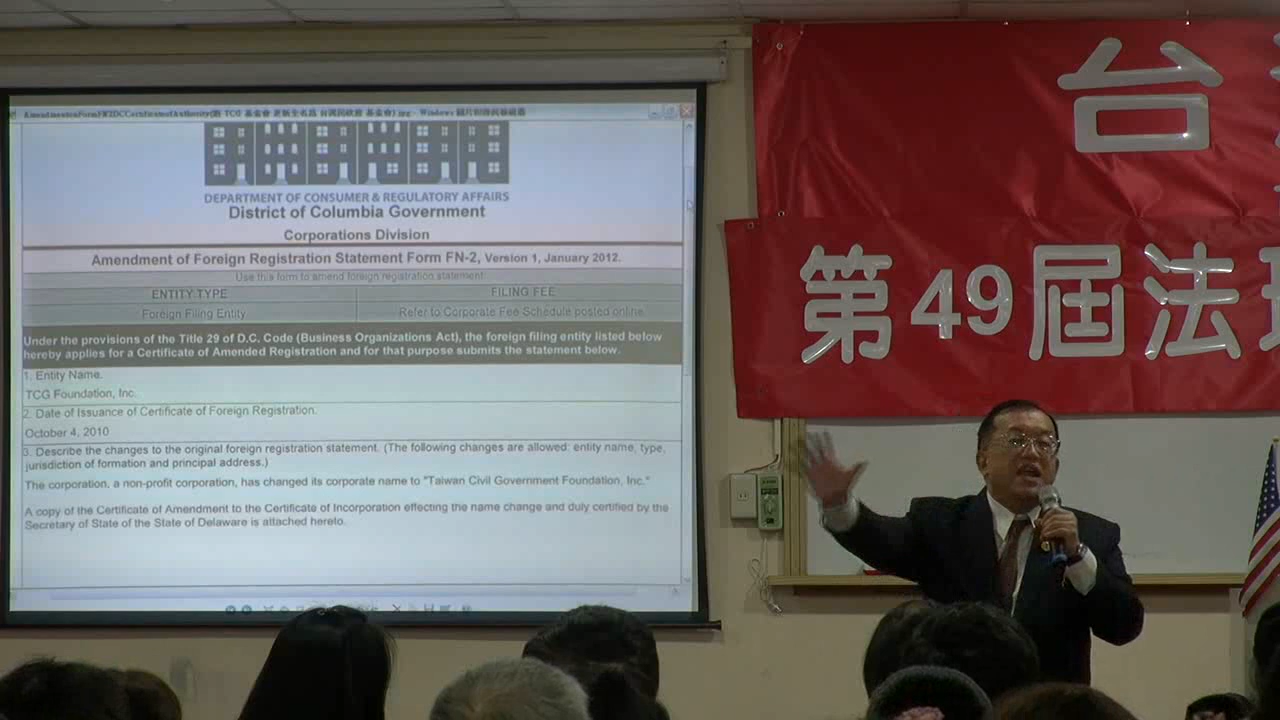 DEPARTMENT OF CONSUMER & REGULATORY AFFAIRS
District of Columbia Government
Corporations Division
Amendment of Foreign Registration Statement Form FN-2, Version 1, January 2012.
Use this form to amend foreign registration statement.
ENTITY TYPE FILING FEE
Foreign Filing Entity Refer to Corporate Fee Schedule posted online
Under the provisions of the Title 29 of D.C. Code (Business Organizations Act), the foreign filing entity listed below
hereby applies for a Certificate of Amended Registration and for that purpose submits the statement below.
1. Entity Name.
TCG Foundation, Inc.
2. Date of Issuance of Certificate of Foreign Registration.
October 4, 2010
3. Describe the changes to the original foreign registration statement. (The following changes are allowed: entity name, type,
jurisdiction of formation and principal address.)
The corporation, a non-profit corporation, has changed its corporate name to "Taiwan Civil Government Foundation, Inc."
A copy of the Certificate of Amendment to the Certificate of Incorporation effecting the name change and duly certified by the
Secretary of State of the State of Delaware is attached hereto.
台
第49屆法